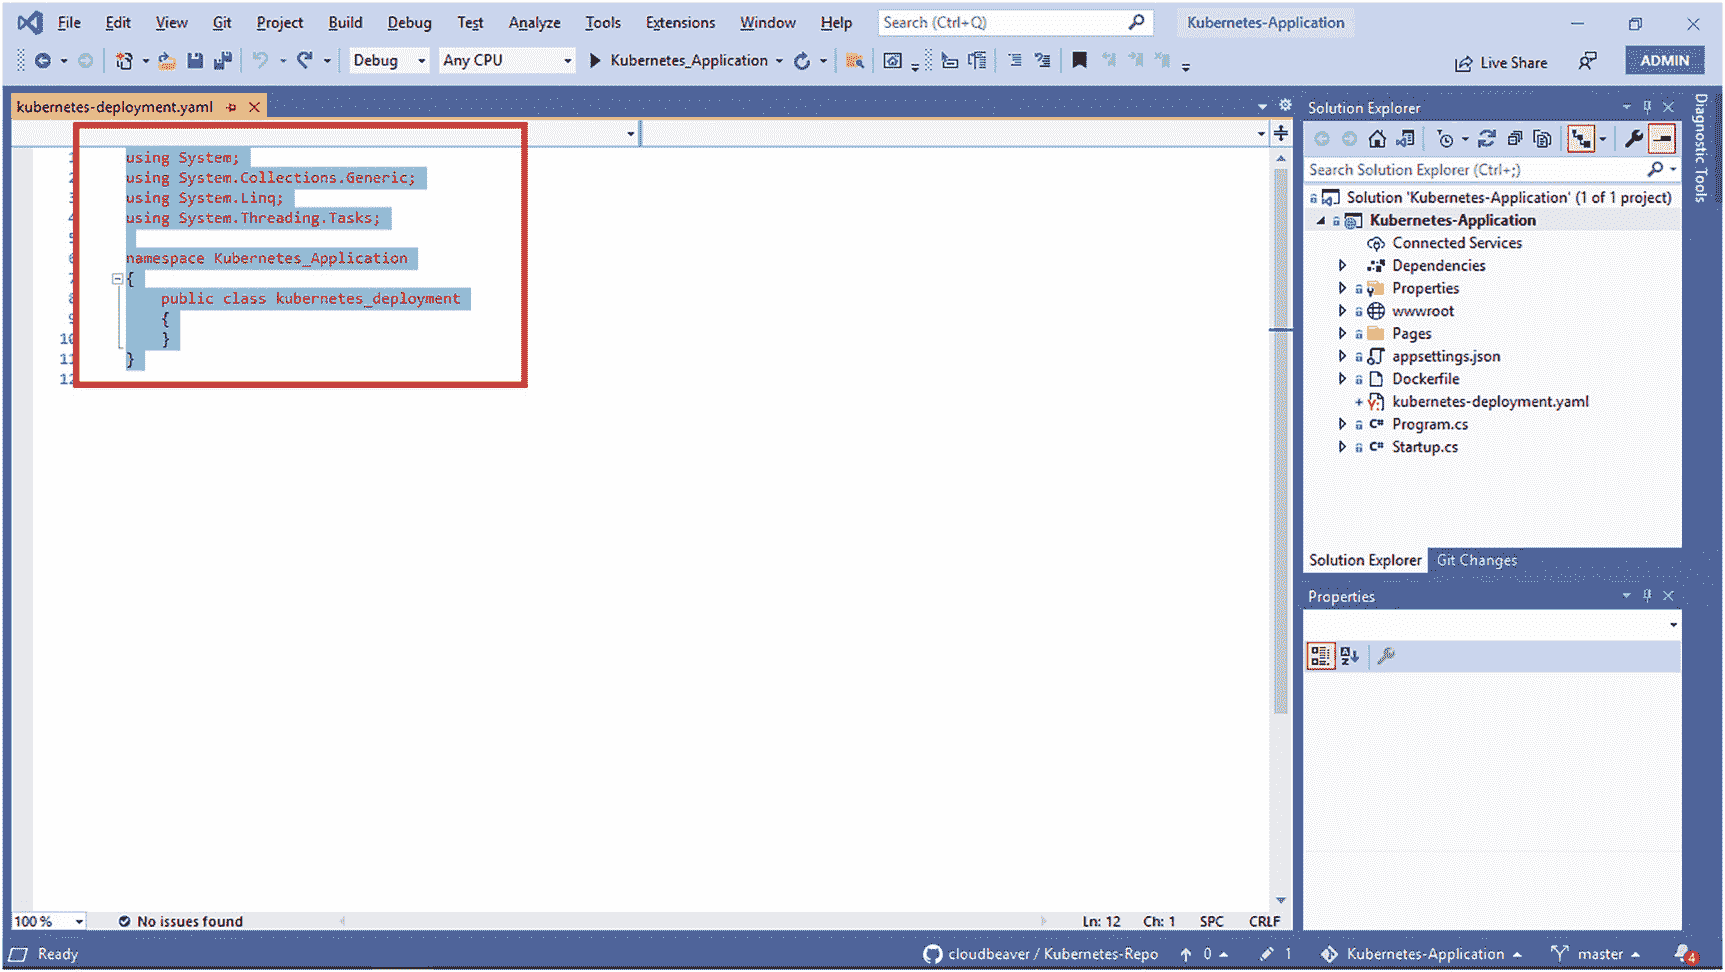 File Edit View Git Project Build Debug Test Analyze Tools Extensions Window Help Search (Ctrl+Q) Kubernetes-Application
Debug Any CPU Kubernetes_Application Live Share ADMIN
kubernetes-deployment.yaml
1 using System;
2 using System.Collections.Generic;
3 using System.Linq;
4 using System.Threading.Tasks;
5
6 namespace Kubernetes_Application
7 {
8 public class kubernetes_deployment
9 {
10 }
11 }
12
100 % No issues found Ln: 12 Ch: 1 SPC CRLF
Solution Explorer
Search Solution Explorer (Ctrl+;)
Solution 'Kubernetes-Application' (1 of 1 project)
Kubernetes-Application
Connected Services
Dependencies
Properties
wwwroot
Pages
appsettings.json
Dockerfile
kubernetes-deployment.yaml
C# Program.cs
C# Startup.cs
Solution Explorer Git Changes
Properties
Diagnostic Tools
Ready cloudbeaver / Kubernetes-Repo 0 1 Kubernetes-Application master 4